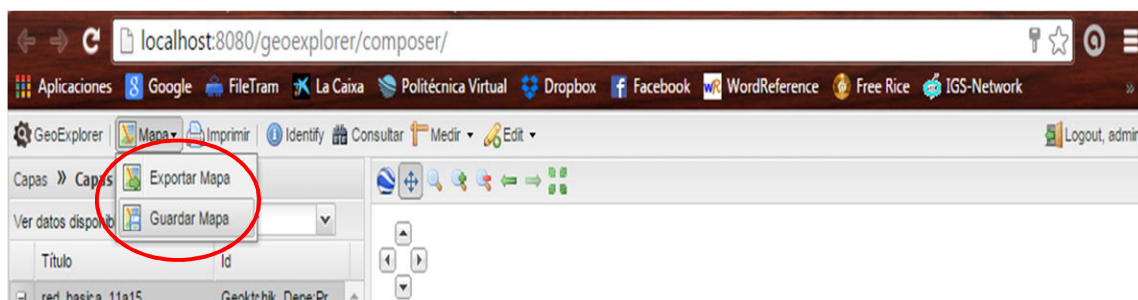 localhost:8080/geoexplorer/composer/
Aplicaciones Google FileTram La Caixa Politécnica Virtual Dropbox Facebook WordReference Free Rice IGS-Network »
GeoExplorer Mapa Imprimir Identify Consultar Medir Edit Logout, admin
Capas » Capas
Exportar Mapa
Ver datos disponib
Guardar Mapa
Título Id
red_basica_11a15 Geoktchik_Depe:Pr